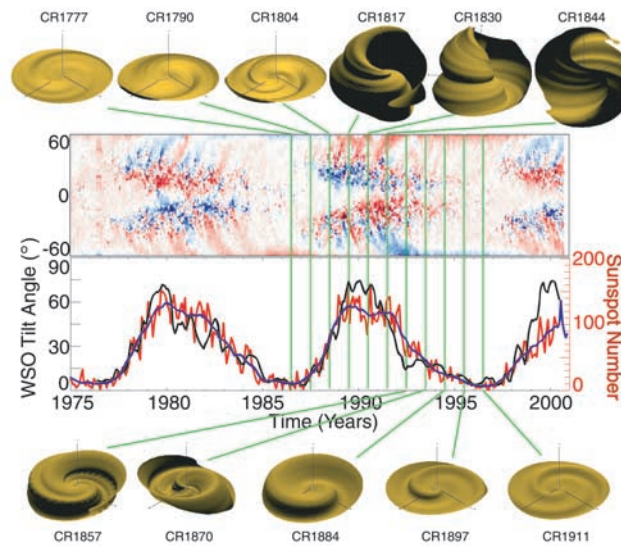 CR1777 CR1790 CR1804 CR1817 CR1830 CR1844
60
0
-60
90
60
30
0
WSO Tilt Angle (°)
200
100
0
Sunspot Number
1975 1980 1985 1990 1995 2000
Time (Years)
CR1857 CR1870 CR1884 CR1897 CR1911